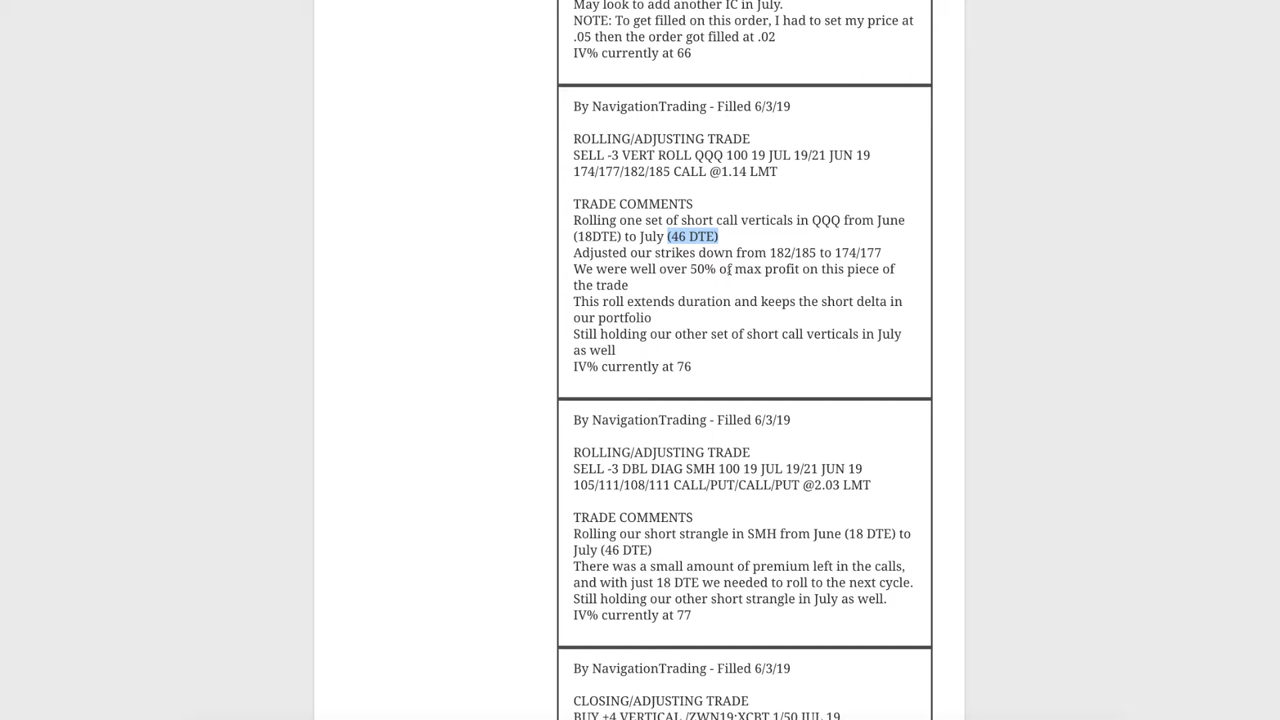 May look to add another IC in July.
NOTE: To get filled on this order, I had to set my price at
.05 then the order got filled at .02
IV% currently at 66
By NavigationTrading - Filled 6/3/19
ROLLING/ADJUSTING TRADE
SELL -3 VERT ROLL QQQ 100 19 JUL 19/21 JUN 19
174/177/182/185 CALL @1.14 LMT
TRADE COMMENTS
Rolling one set of short call verticals in QQQ from June
(18DTE) to July (46 DTE)
Adjusted our strikes down from 182/185 to 174/177
We were well over 50% of max profit on this piece of
the trade
This roll extends duration and keeps the short delta in
our portfolio
Still holding our other set of short call verticals in July
as well
IV% currently at 76
By NavigationTrading - Filled 6/3/19
ROLLING/ADJUSTING TRADE
SELL -3 DBL DIAG SMH 100 19 JUL 19/21 JUN 19
105/111/108/111 CALL/PUT/CALL/PUT @2.03 LMT
TRADE COMMENTS
Rolling our short strangle in SMH from June (18 DTE) to
July (46 DTE)
There was a small amount of premium left in the calls,
and with just 18 DTE we needed to roll to the next cycle.
Still holding our other short strangle in July as well.
IV% currently at 77
By NavigationTrading - Filled 6/3/19
CLOSING/ADJUSTING TRADE
BUY +4 VERTICAL /ZWN19:XCBT 1/50 JUL 19